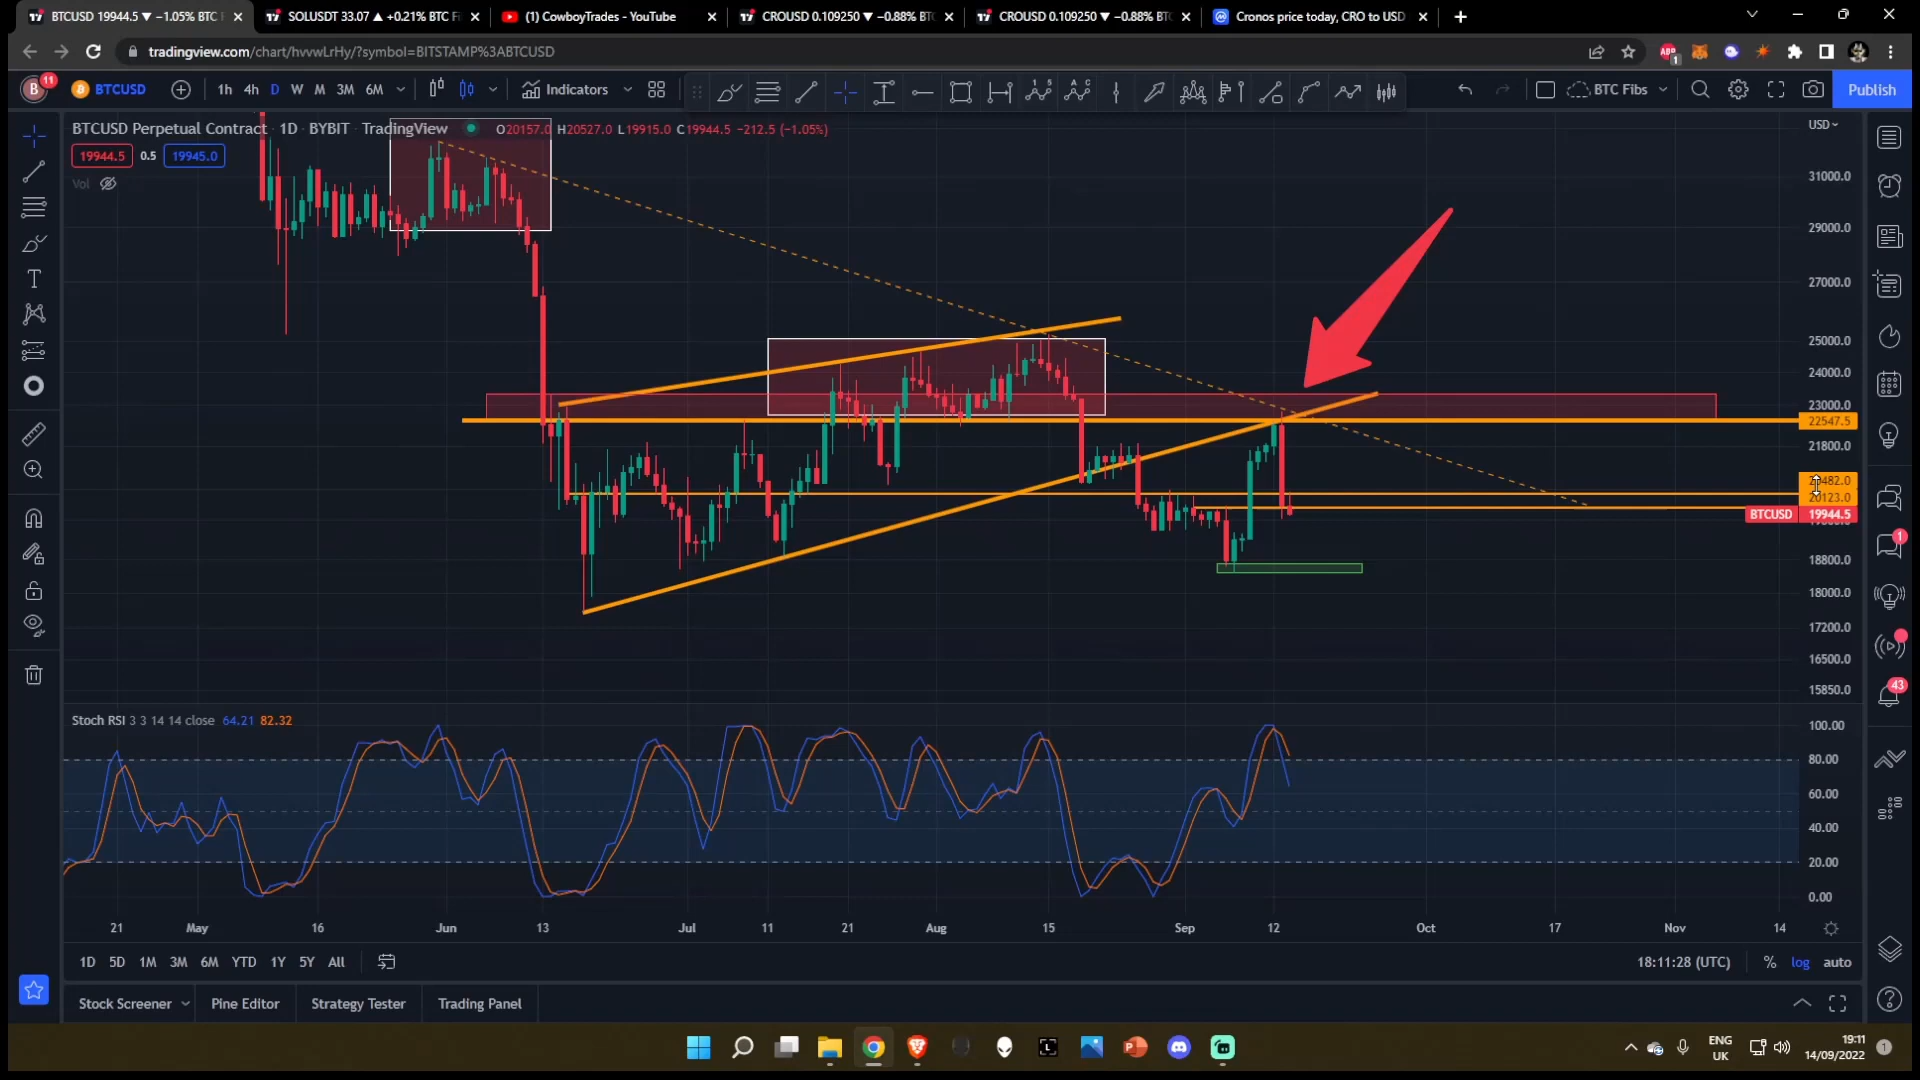 BTCUSD 19944.5 ▼ −1.05% BTC F
SOLUSDT 33.07 ▲ +0.21% BTC F
(1) CowboyTrades - YouTube
CROUSD 0.109250 ▼ −0.88% BT
CROUSD 0.109250 ▼ −0.88% BT
Cronos price today, CRO to USD
tradingview.com/chart/hvvwLrHy/?symbol=BITSTAMP%3ABTCUSD
B 11 BTCUSD 1h 4h D W M 3M 6M Indicators BTC Fibs Publish
BTCUSD Perpetual Contract · 1D · BYBIT · TradingView O20157.0 H20527.0 L19915.0 C19944.5 −212.5 (−1.05%)
USD
19944.5 0.5 19945.0
Vol
31000.0
29000.0
27000.0
25000.0
24000.0
23000.0
22547.5
21800.0
20123.0
BTCUSD 19944.5
18800.0
18000.0
17200.0
16500.0
15850.0
Stoch RSI 3 3 14 14 close 64.21 82.32
100.00
80.00
60.00
40.00
20.00
0.00
21 May 16 Jun 13 Jul 11 21 Aug 15 Sep 12 Oct 17 Nov 14
1D 5D 1M 3M 6M YTD 1Y 5Y All
18:11:28 (UTC) % log auto
Stock Screener Pine Editor Strategy Tester Trading Panel
1
43
ENG
UK
19:11
14/09/2022
1